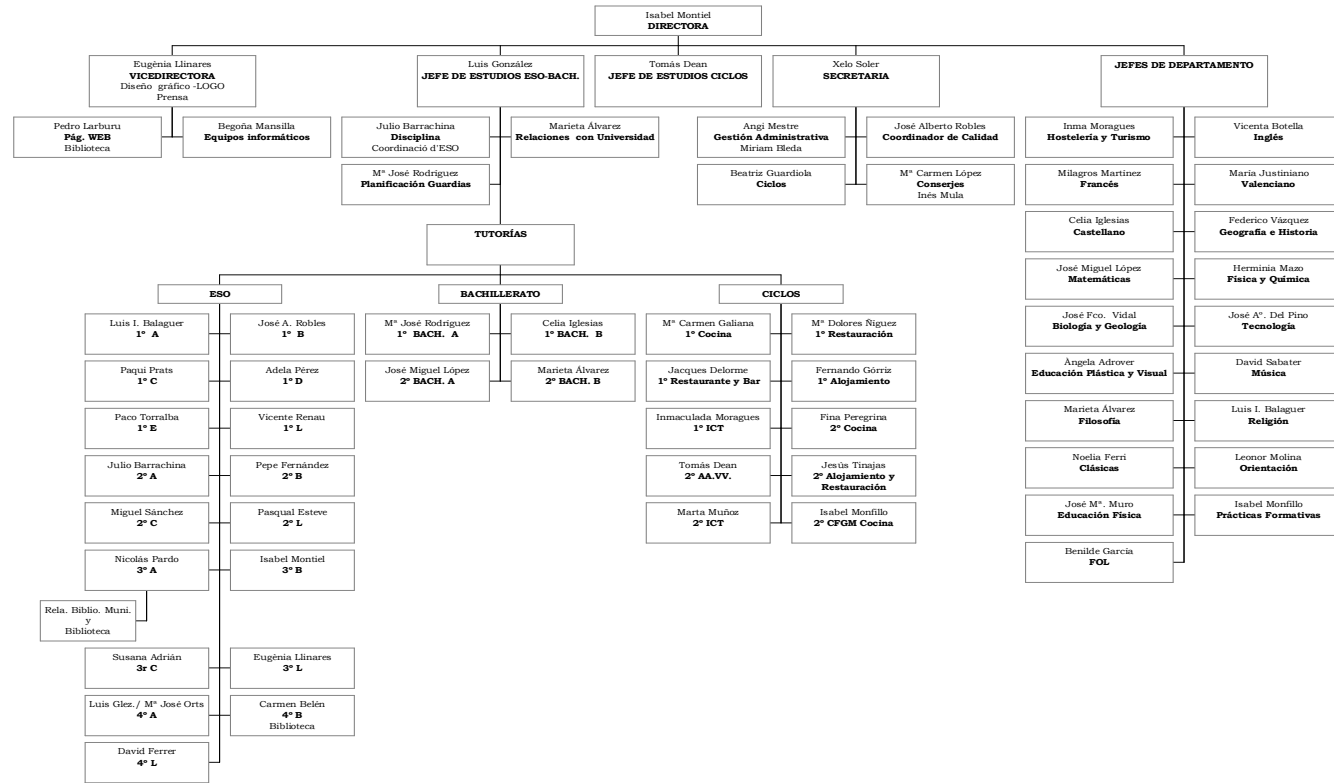 Isabel Montiel
DIRECTORA
Eugènia Llinares
VICEDIRECTORA
Diseño gráfico -LOGO
Prensa
Luis González
JEFE DE ESTUDIOS ESO-BACH.
Tomás Dean
JEFE DE ESTUDIOS CICLOS
Xelo Soler
SECRETARIA
JEFES DE DEPARTAMENTO
Pedro Larburu
Pág. WEB
Biblioteca
Begoña Mansilla
Equipos informáticos
Julio Barrachina
Disciplina
Coordinació d'ESO
Marieta Álvarez
Relaciones con Universidad
Mª José Rodríguez
Planificación Guardias
Angi Mestre
Gestión Administrativa
Miriam Bleda
José Alberto Robles
Coordinador de Calidad
Beatriz Guardiola
Ciclos
Mª Carmen López
Conserjes
Inés Mula
Inma Moragues
Hostelería y Turismo
Vicenta Botella
Inglés
Milagros Martínez
Francés
María Justiniano
Valenciano
Celia Iglesias
Castellano
Federico Vázquez
Geografía e Historia
José Miguel López
Matemáticas
Herminia Mazo
Física y Química
José Fco. Vidal
Biología y Geología
José Aº. Del Pino
Tecnología
Àngela Adrover
Educación Plástica y Visual
David Sabater
Música
Marieta Álvarez
Filosofía
Luis I. Balaguer
Religión
Noelia Ferri
Clásicas
Leonor Molina
Orientación
José Mª. Muro
Educación Física
Isabel Monfillo
Prácticas Formativas
Benilde García
FOL
TUTORÍAS
ESO
BACHILLERATO
CICLOS
Luis I. Balaguer
1º A
José A. Robles
1º B
Paqui Prats
1º C
Adela Pérez
1º D
Paco Torralba
1º E
Vicente Renau
1º L
Julio Barrachina
2º A
Pepe Fernández
2º B
Miguel Sánchez
2º C
Pasqual Esteve
2º L
Nicolás Pardo
3º A
Isabel Montiel
3º B
Rela. Biblio. Muni.
y
Biblioteca
Susana Adrián
3r C
Eugènia Llinares
3º L
Luis Glez./ Mª José Orts
4º A
Carmen Belén
4º B
Biblioteca
David Ferrer
4º L
Mª José Rodríguez
1º BACH. A
Celia Iglesias
1º BACH. B
José Miguel López
2º BACH. A
Marieta Álvarez
2º BACH. B
Mª Carmen Galiana
1º Cocina
Mª Dolores Ñiguez
1º Restauración
Jacques Delorme
1º Restaurante y Bar
Fernando Górriz
1º Alojamiento
Inmaculada Moragues
1º ICT
Fina Peregrina
2º Cocina
Tomás Dean
2º AA.VV.
Jesús Tinajas
2º Alojamiento y
Restauración
Marta Muñoz
2º ICT
Isabel Monfillo
2º CFGM Cocina